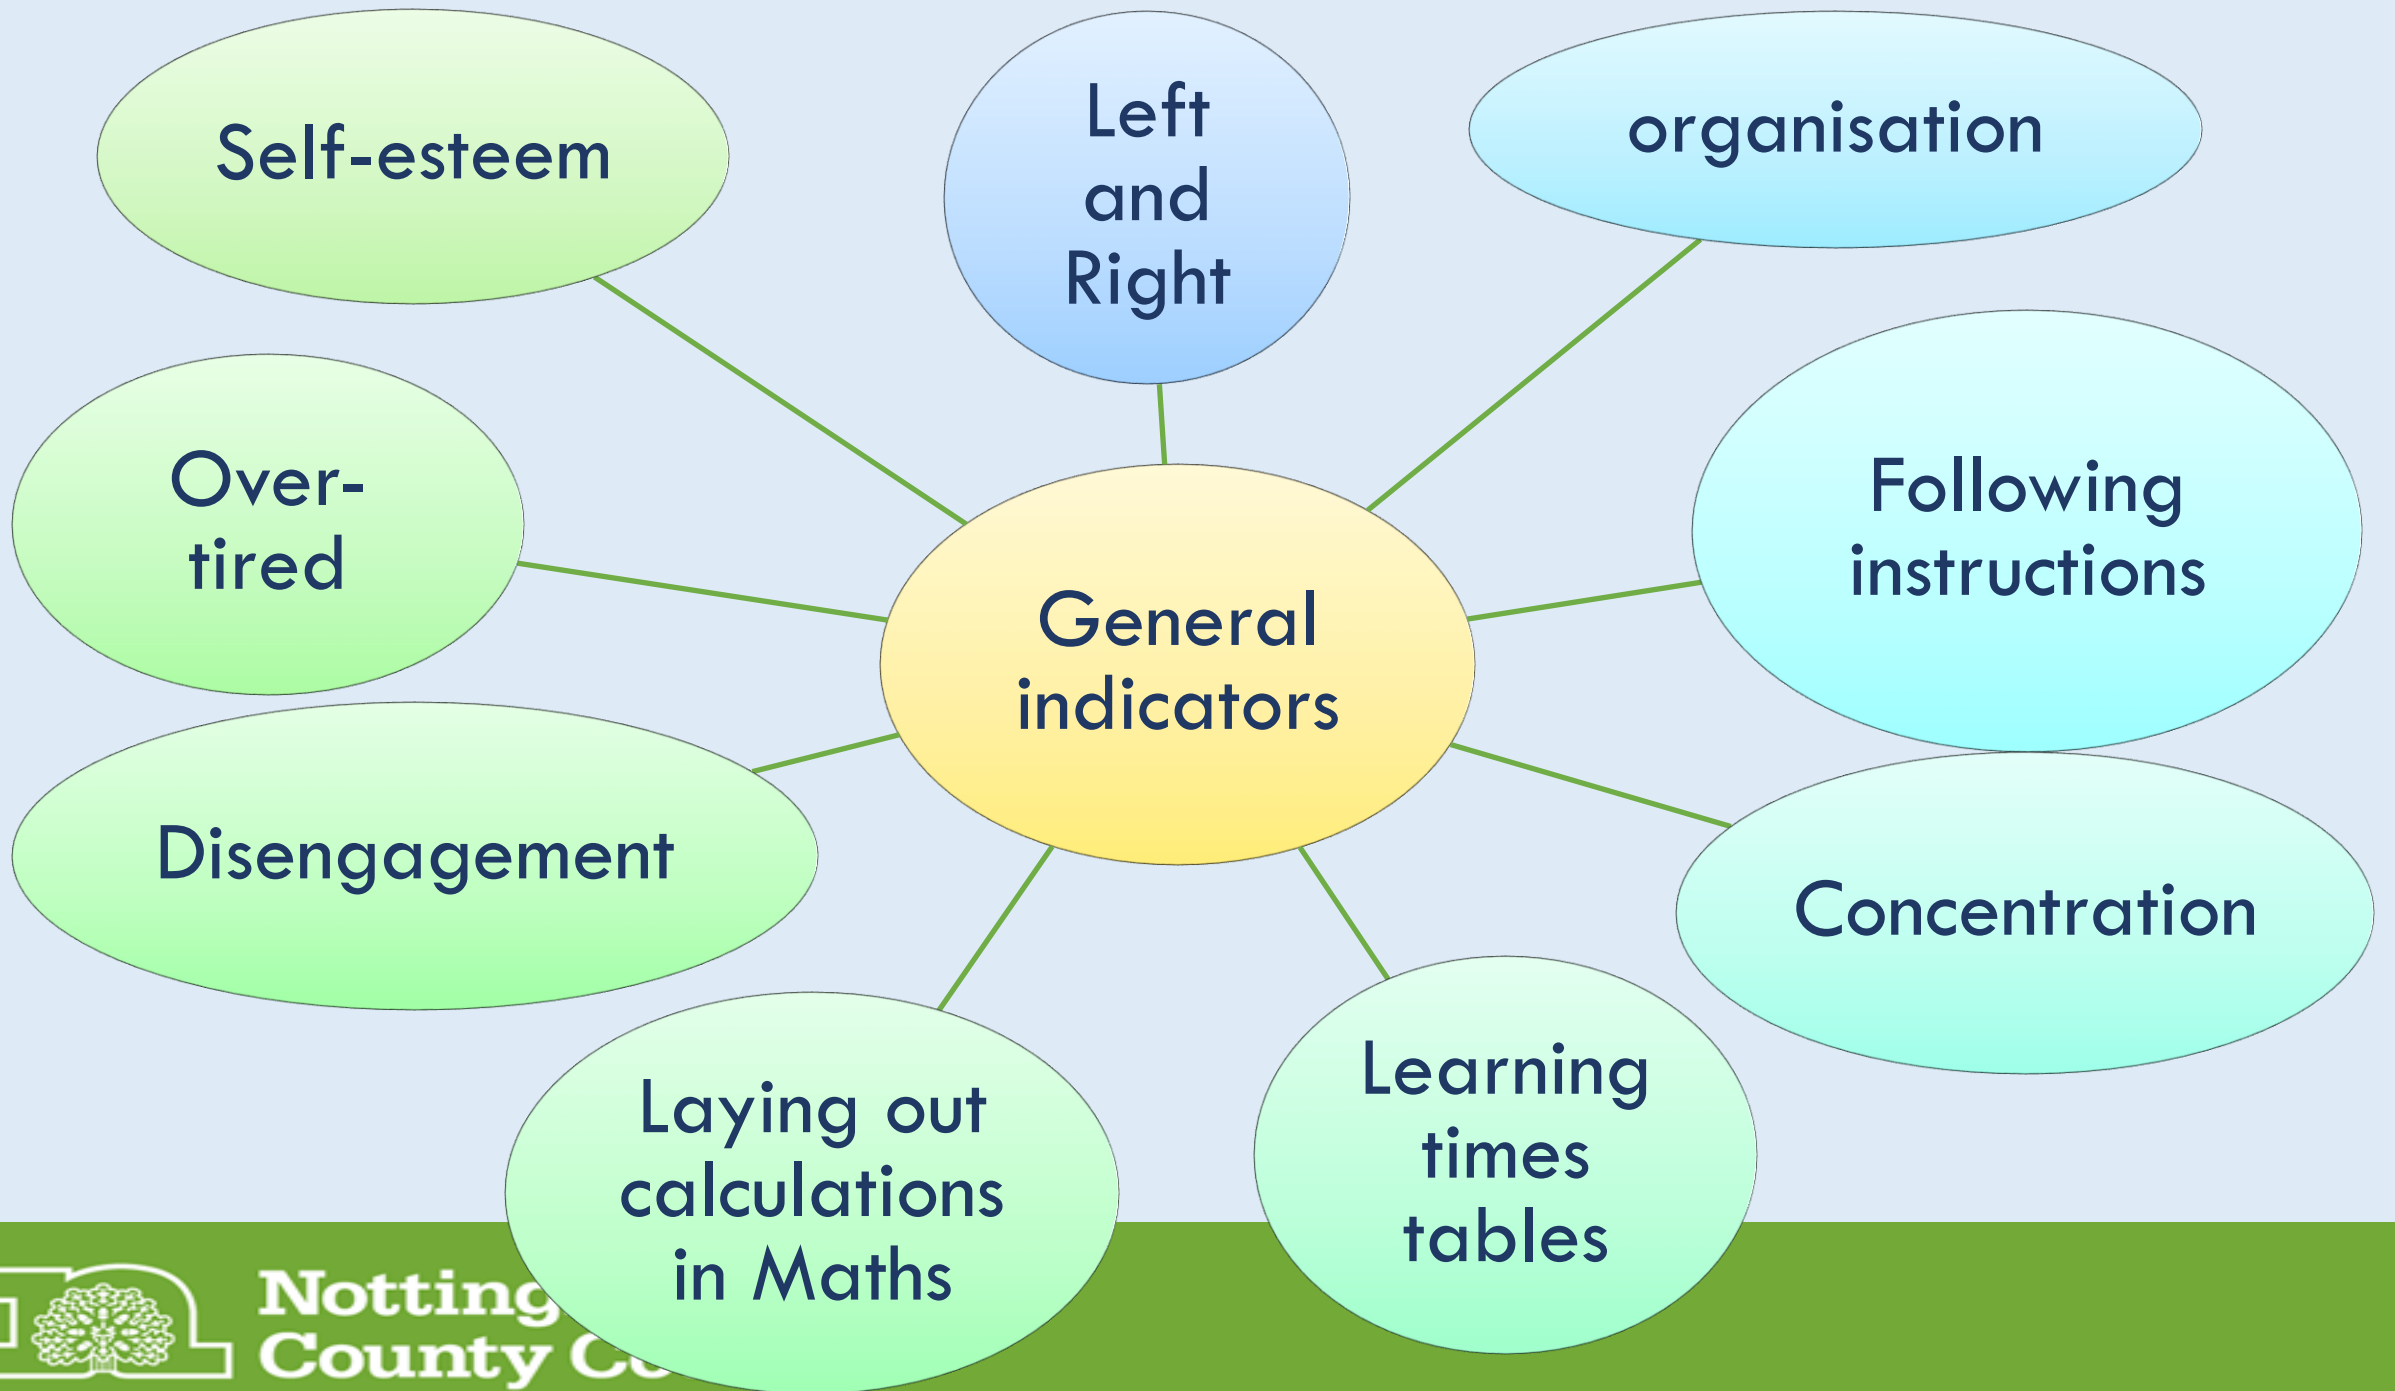 Self-esteem
Left
and
Right
organisation
Over-
tired
Following
instructions
General
indicators
Disengagement
Concentration
Laying out
calculations
in Maths
Learning
times
tables
County